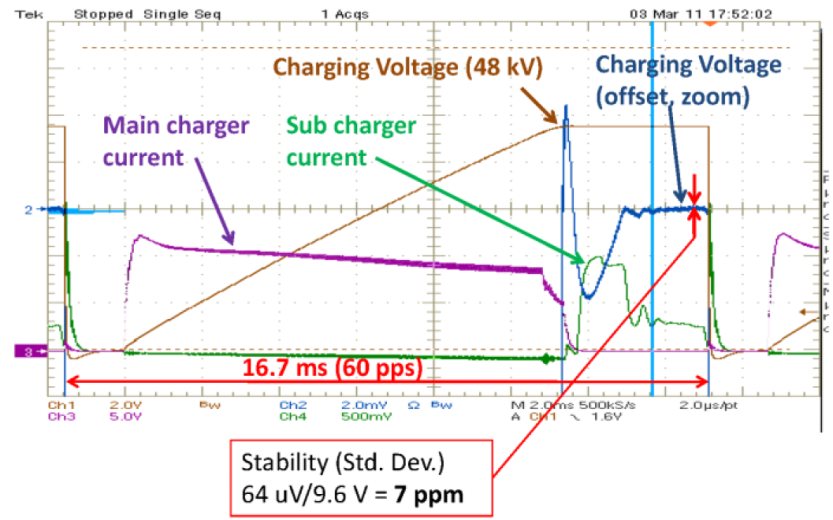 Tek Stopped Single Seq 1 Acqs 03 Mar 11 17:52:02
Charging Voltage (48 kV)
Charging Voltage
(offset, zoom)
Main charger
current
Sub charger
current
2
3
16.7 ms (60 pps)
Ch1 2.0V Bw Ch2 2.0mV Ω Bw M 2.0ms 500kS/s 2.0µs/pt
Ch3 5.0V Ch4 500mV A Ch1 1.6V
Stability (Std. Dev.)
64 uV/9.6 V = 7 ppm